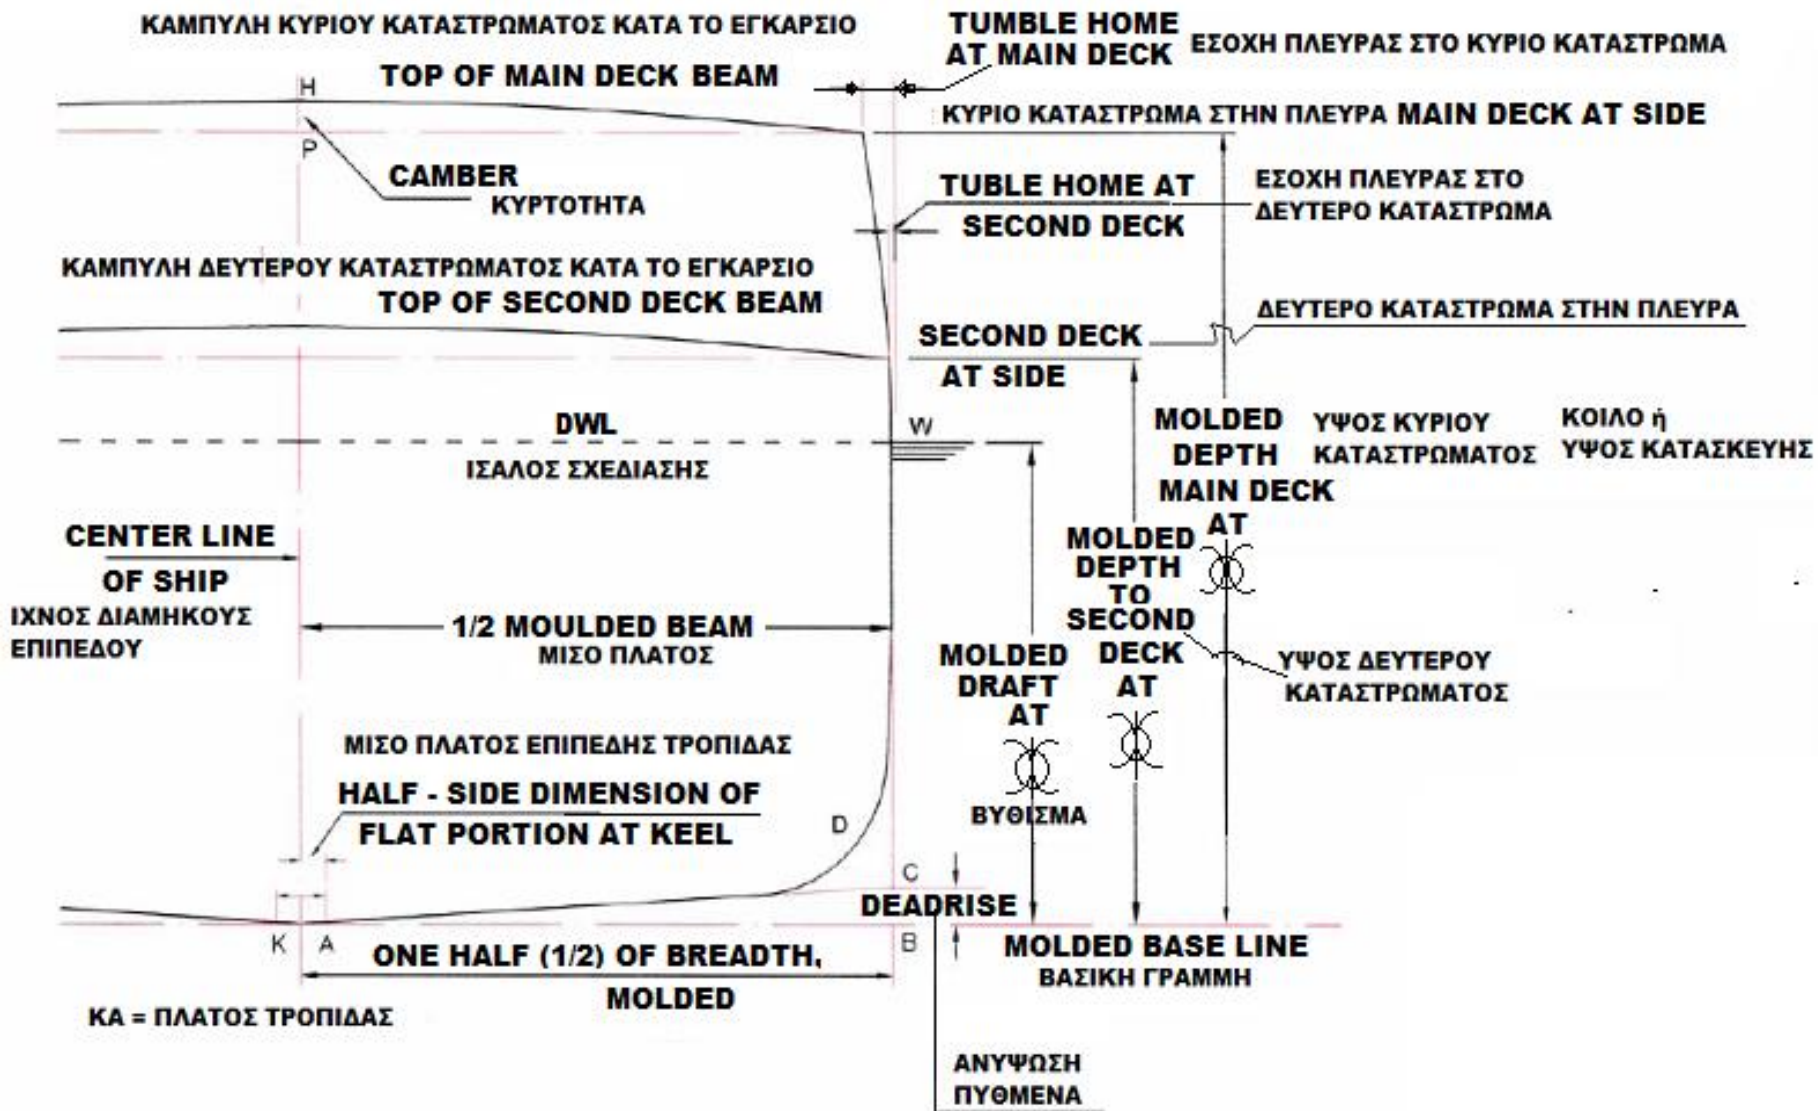 ΚΑΜΠΥΛΗ ΚΥΡΙΟΥ ΚΑΤΑΣΤΡΩΜΑΤΟΣ ΚΑΤΑ ΤΟ ΕΓΚΑΡΣΙΟ
TOP OF MAIN DECK BEAM
TUMBLE HOME
AT MAIN DECK
ΕΣΟΧΗ ΠΛΕΥΡΑΣ ΣΤΟ ΚΥΡΙΟ ΚΑΤΑΣΤΡΩΜΑ
H
ΚΥΡΙΟ ΚΑΤΑΣΤΡΩΜΑ ΣΤΗΝ ΠΛΕΥΡΑ MAIN DECK AT SIDE
P
CAMBER
ΚΥΡΤΟΤΗΤΑ
TUBLE HOME AT
SECOND DECK
ΕΣΟΧΗ ΠΛΕΥΡΑΣ ΣΤΟ
ΔΕΥΤΕΡΟ ΚΑΤΑΣΤΡΩΜΑ
ΚΑΜΠΥΛΗ ΔΕΥΤΕΡΟΥ ΚΑΤΑΣΤΡΩΜΑΤΟΣ ΚΑΤΑ ΤΟ ΕΓΚΑΡΣΙΟ
TOP OF SECOND DECK BEAM
ΔΕΥΤΕΡΟ ΚΑΤΑΣΤΡΩΜΑ ΣΤΗΝ ΠΛΕΥΡΑ
SECOND DECK
AT SIDE
DWL
ΙΣΑΛΟΣ ΣΧΕΔΙΑΣΗΣ
W
MOLDED
DEPTH
MAIN DECK
AT
ΥΨΟΣ ΚΥΡΙΟΥ
ΚΑΤΑΣΤΡΩΜΑΤΟΣ
ΚΟΙΛΟ ή
ΥΨΟΣ ΚΑΤΑΣΚΕΥΗΣ
CENTER LINE
OF SHIP
ΙΧΝΟΣ ΔΙΑΜΗΚΟΥΣ
ΕΠΙΠΕΔΟΥ
1/2 MOULDED BEAM
ΜΙΣΟ ΠΛΑΤΟΣ
MOLDED
DEPTH
TO
SECOND
DECK
AT
ΥΨΟΣ ΔΕΥΤΕΡΟΥ
ΚΑΤΑΣΤΡΩΜΑΤΟΣ
MOLDED
DRAFT
AT
ΒΥΘΙΣΜΑ
ΜΙΣΟ ΠΛΑΤΟΣ ΕΠΙΠΕΔΗΣ ΤΡΟΠΙΔΑΣ
HALF - SIDE DIMENSION OF
FLAT PORTION AT KEEL
D
C
DEADRISE
K A
B
ONE HALF (1/2) OF BREADTH,
MOLDED
MOLDED BASE LINE
ΒΑΣΙΚΗ ΓΡΑΜΜΗ
ΚΑ = ΠΛΑΤΟΣ ΤΡΟΠΙΔΑΣ
ΑΝΥΨΩΣΗ
ΠΥΘΜΕΝΑ